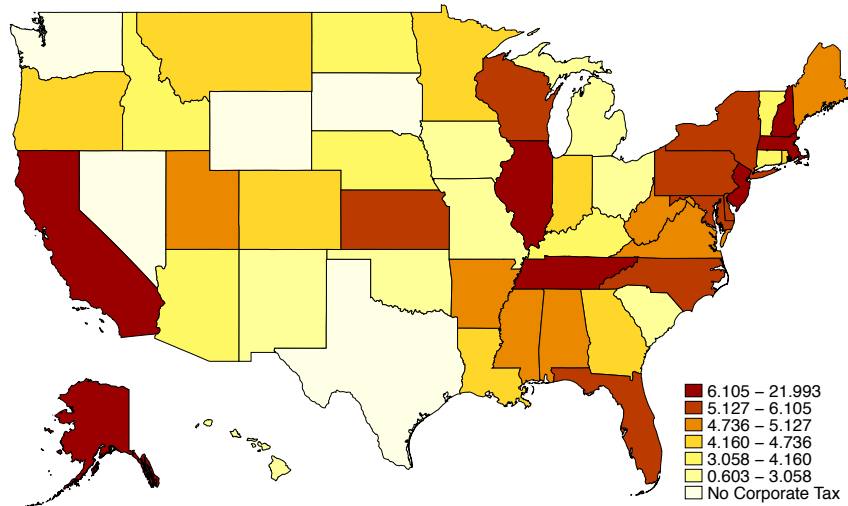 6.105 – 21.993
5.127 – 6.105
4.736 – 5.127
4.160 – 4.736
3.058 – 4.160
0.603 – 3.058
No Corporate Tax